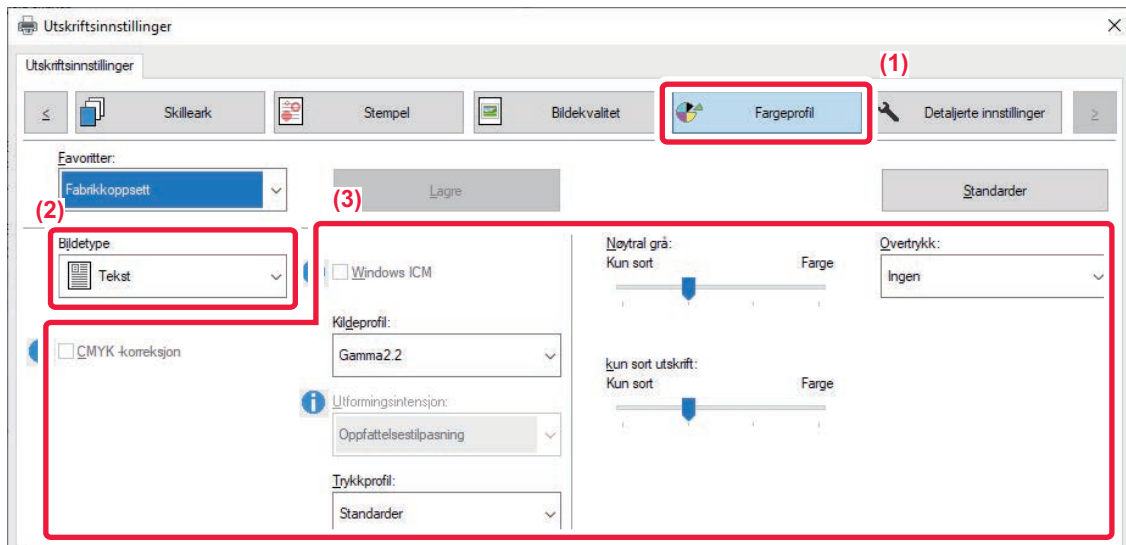 Utskriftsinnstillinger
Utskriftsinnstillinger
(1)
< Skilleark Stempel Bildekvalitet Fargeprofil Detaljerte innstillinger >
Favoritter:
Fabrikkoppsett
Lagre
Standarder
(2)
(3)
Bildetype
Tekst
CMYK -korreksjon
Windows ICM
Kildeprofil:
Gamma2.2
Utformingsintensjon:
Oppfattelsestilpasning
Trykkprofil:
Standarder
Nøytral grå:
Kun sort Farge
kun sort utskrift:
Kun sort Farge
Overtrykk:
Ingen